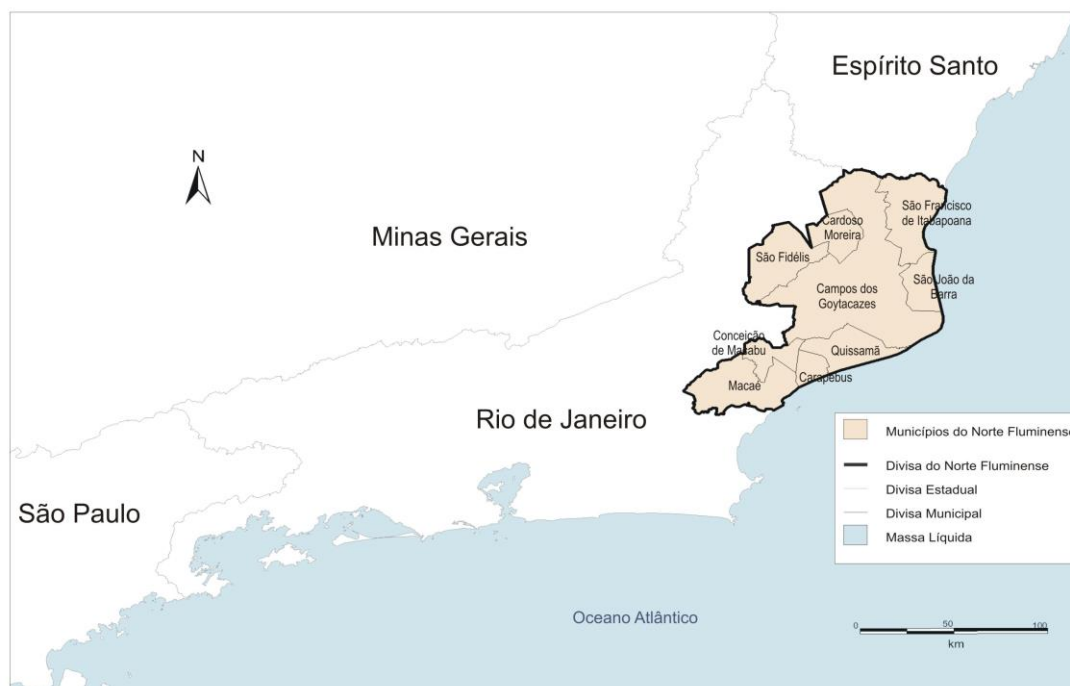 Espírito Santo
N
Minas Gerais
São Francisco
de Itabapoana
Cardoso
Moreira
São Fidélis
Campos dos
Goytacazes
São João da
Barra
Conceição
de Macabu
Quissamã
Carapebus
Macaé
Rio de Janeiro
São Paulo
Municípios do Norte Fluminense
Divisa do Norte Fluminense
Divisa Estadual
Divisa Municipal
Massa Líquida
Oceano Atlântico
0 50 100
km